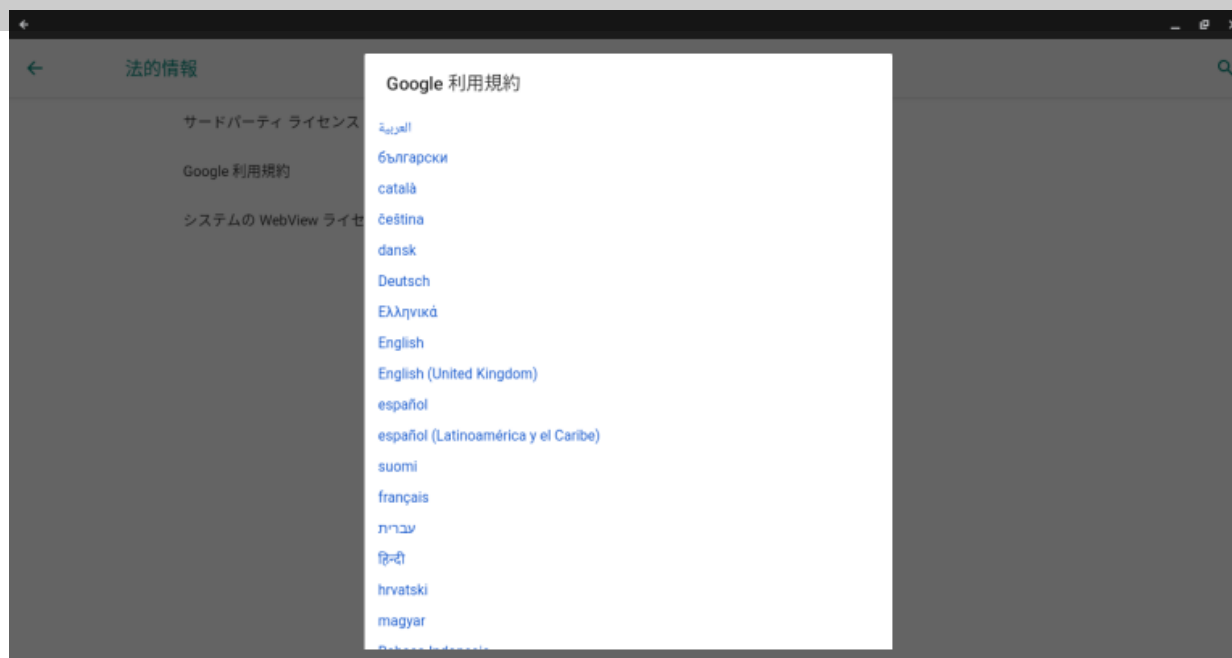 法的情報
サードパーティ ライセンス
Google 利用規約
システムの WebView ライセ
Google 利用規約
العربية
български
català
čeština
dansk
Deutsch
Ελληνικά
English
English (United Kingdom)
español
español (Latinoamérica y el Caribe)
suomi
français
עברית
हिन्दी
hrvatski
magyar